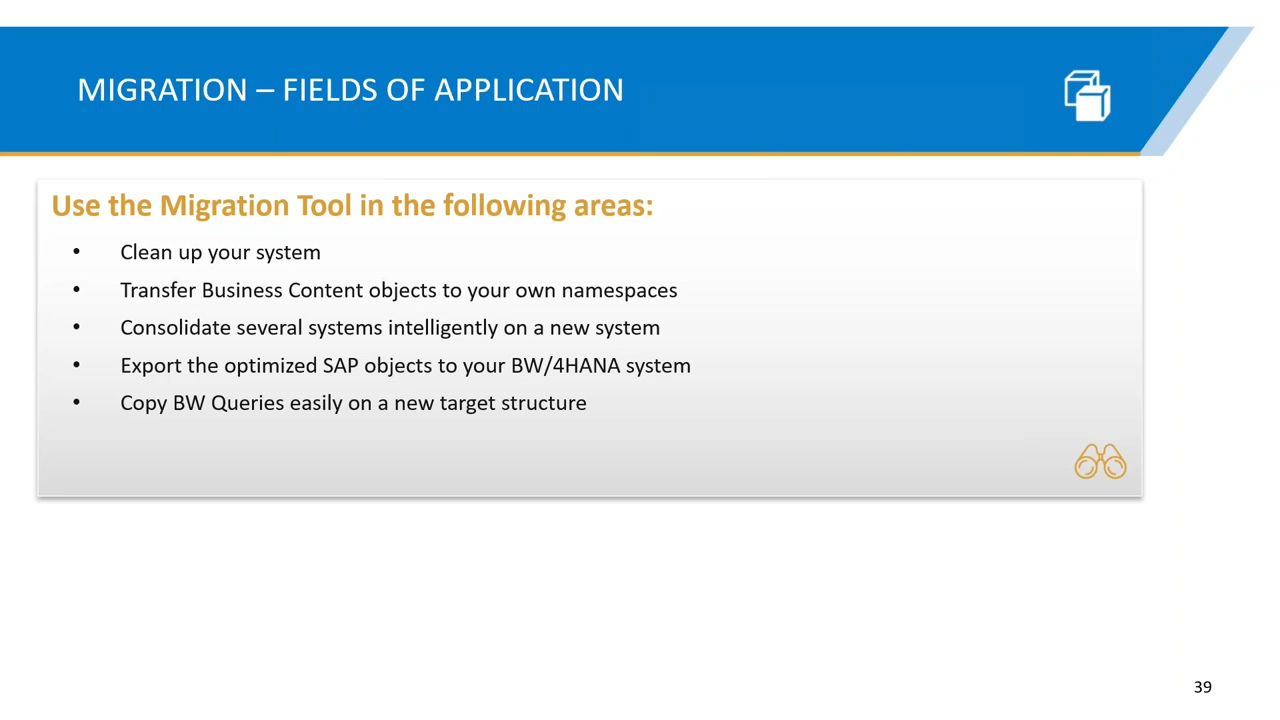 MIGRATION – FIELDS OF APPLICATION
Use the Migration Tool in the following areas:
• Clean up your system
• Transfer Business Content objects to your own namespaces
• Consolidate several systems intelligently on a new system
• Export the optimized SAP objects to your BW/4HANA system
• Copy BW Queries easily on a new target structure
39